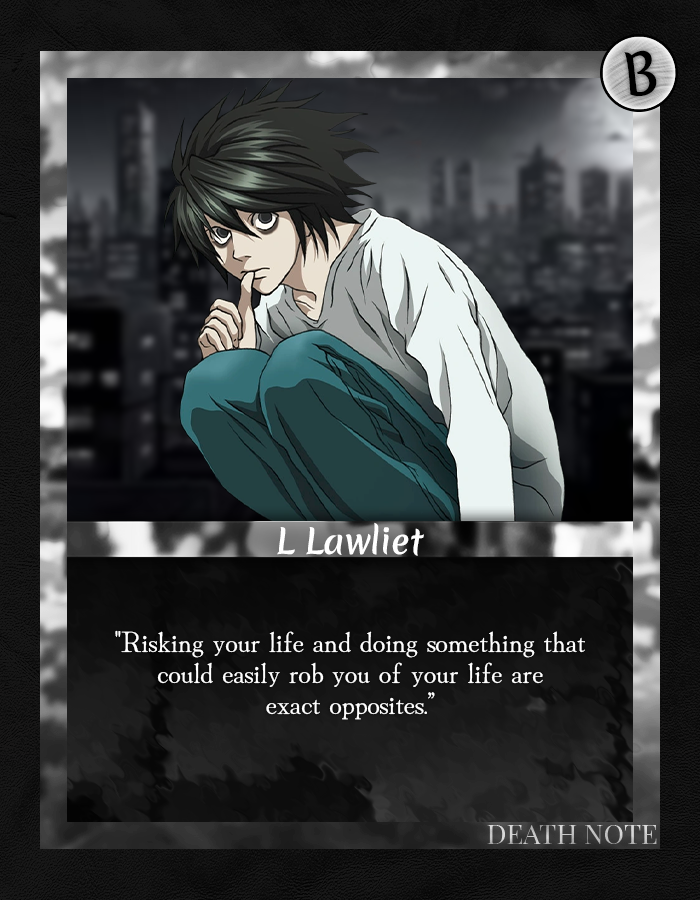 B
L Lawliet
"Risking your life and doing something that
could easily rob you of your life are
exact opposites.”
DEATH NOTE